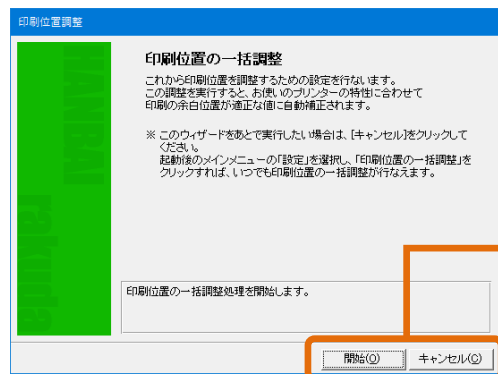 印刷位置調整
HANBAI
rakuda
印刷位置の一括調整
これから印刷位置を調整するための設定を行ないます。
この調整を実行すると、お使いのプリンターの特性に合わせて
印刷の余白位置が適正な値に自動補正されます。
※ このウィザードをあとで実行したい場合は、[キャンセル]をクリックして
ください。
起動後のメインメニューの「設定」を選択し、「印刷位置の一括調整」を
クリックすれば、いつでも印刷位置の一括調整が行なえます。
印刷位置の一括調整処理を開始します。
開始(O) キャンセル(C)